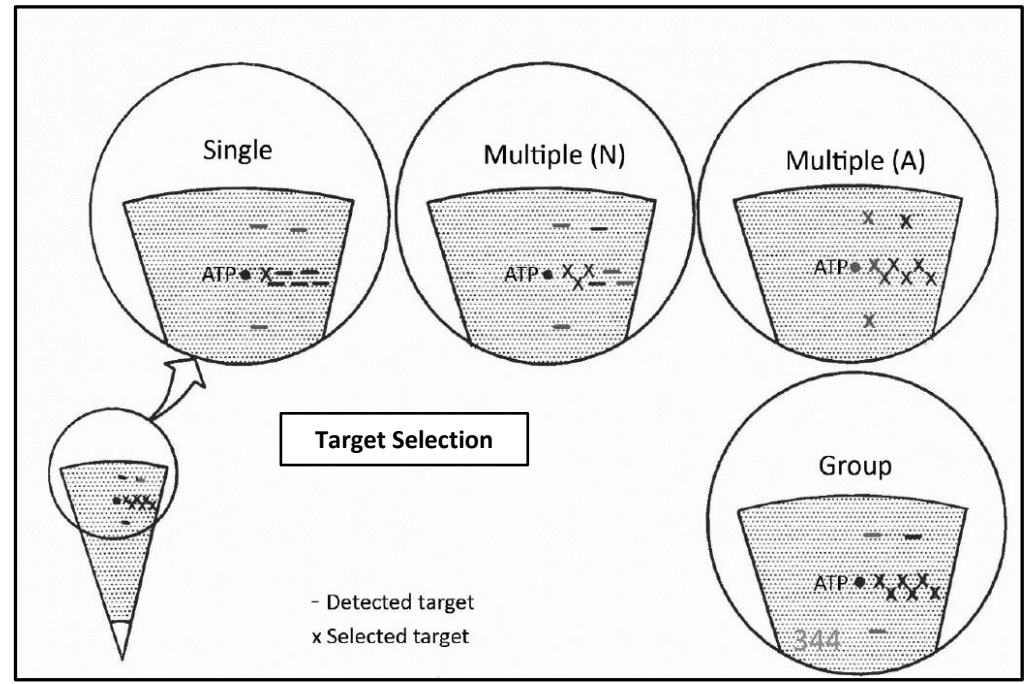 Single
Multiple (N)
Multiple (A)
ATP
ATP
ATP
Target Selection
Group
ATP
- Detected target
x Selected target
344